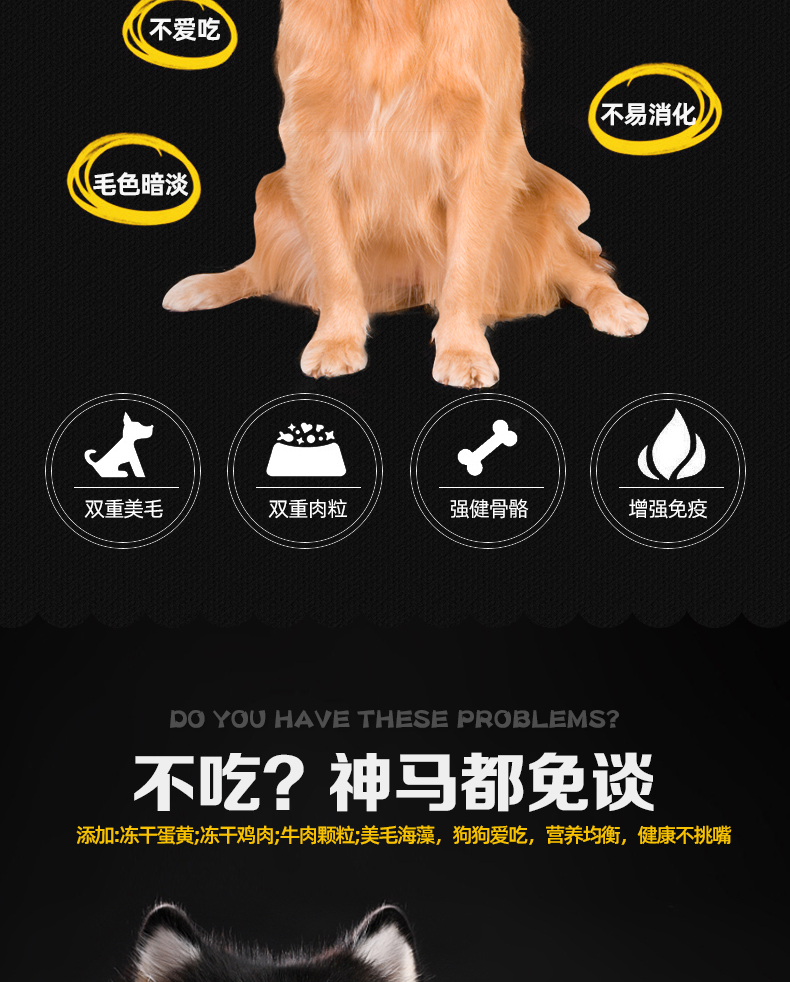 不爱吃
不易消化
毛色暗淡
双重美毛
双重肉粒
强健骨骼
增强免疫
DO YOU HAVE THESE PROBLEMS?
不吃？神马都免谈
添加:冻干蛋黄;冻干鸡肉;牛肉颗粒;美毛海藻，狗狗爱吃，营养均衡，健康不挑嘴